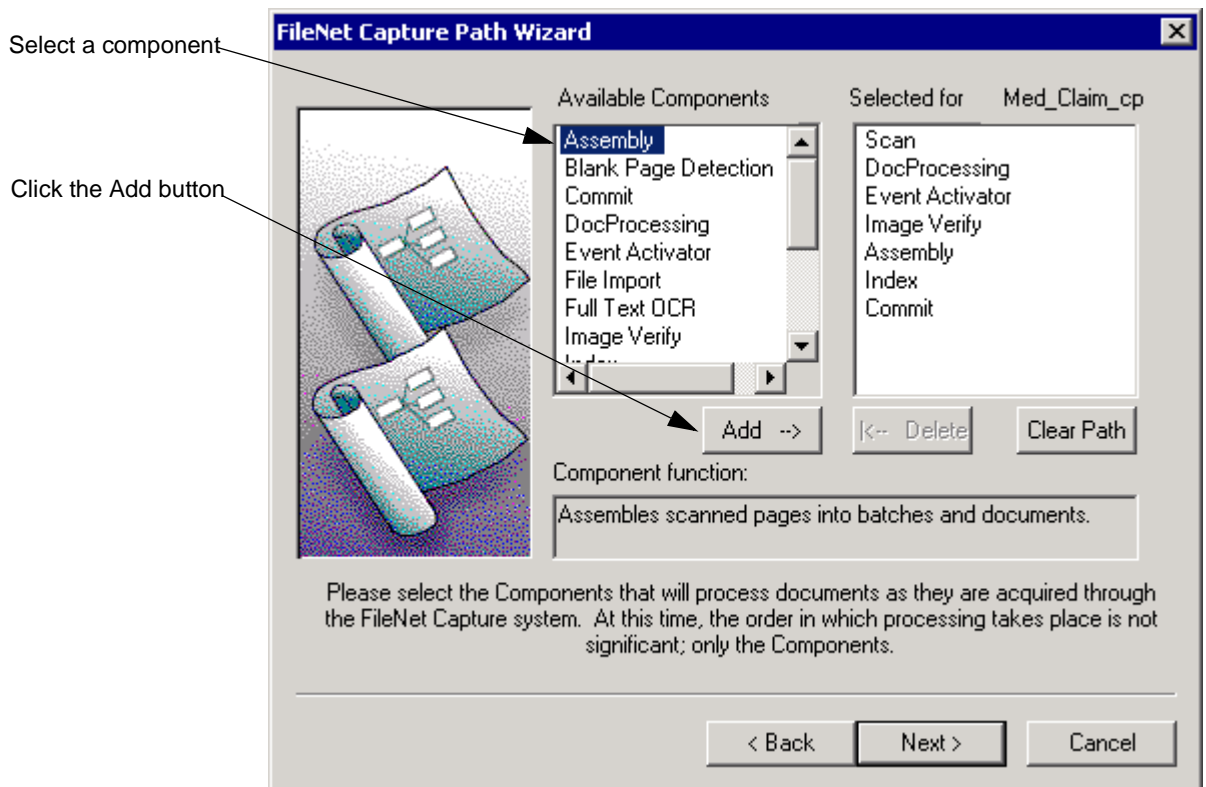 FileNet Capture Path Wizard
Select a component
Available Components
Selected for Med_Claim_cp
Assembly
Blank Page Detection
Commit
DocProcessing
Event Activator
File Import
Full Text OCR
Image Verify
Index
Scan
DocProcessing
Event Activator
Image Verify
Assembly
Index
Commit
Click the Add button
Add -->
|<-- Delete
Clear Path
Component function:
Assembles scanned pages into batches and documents.
Please select the Components that will process documents as they are acquired through
the FileNet Capture system. At this time, the order in which processing takes place is not
significant; only the Components.
< Back
Next >
Cancel